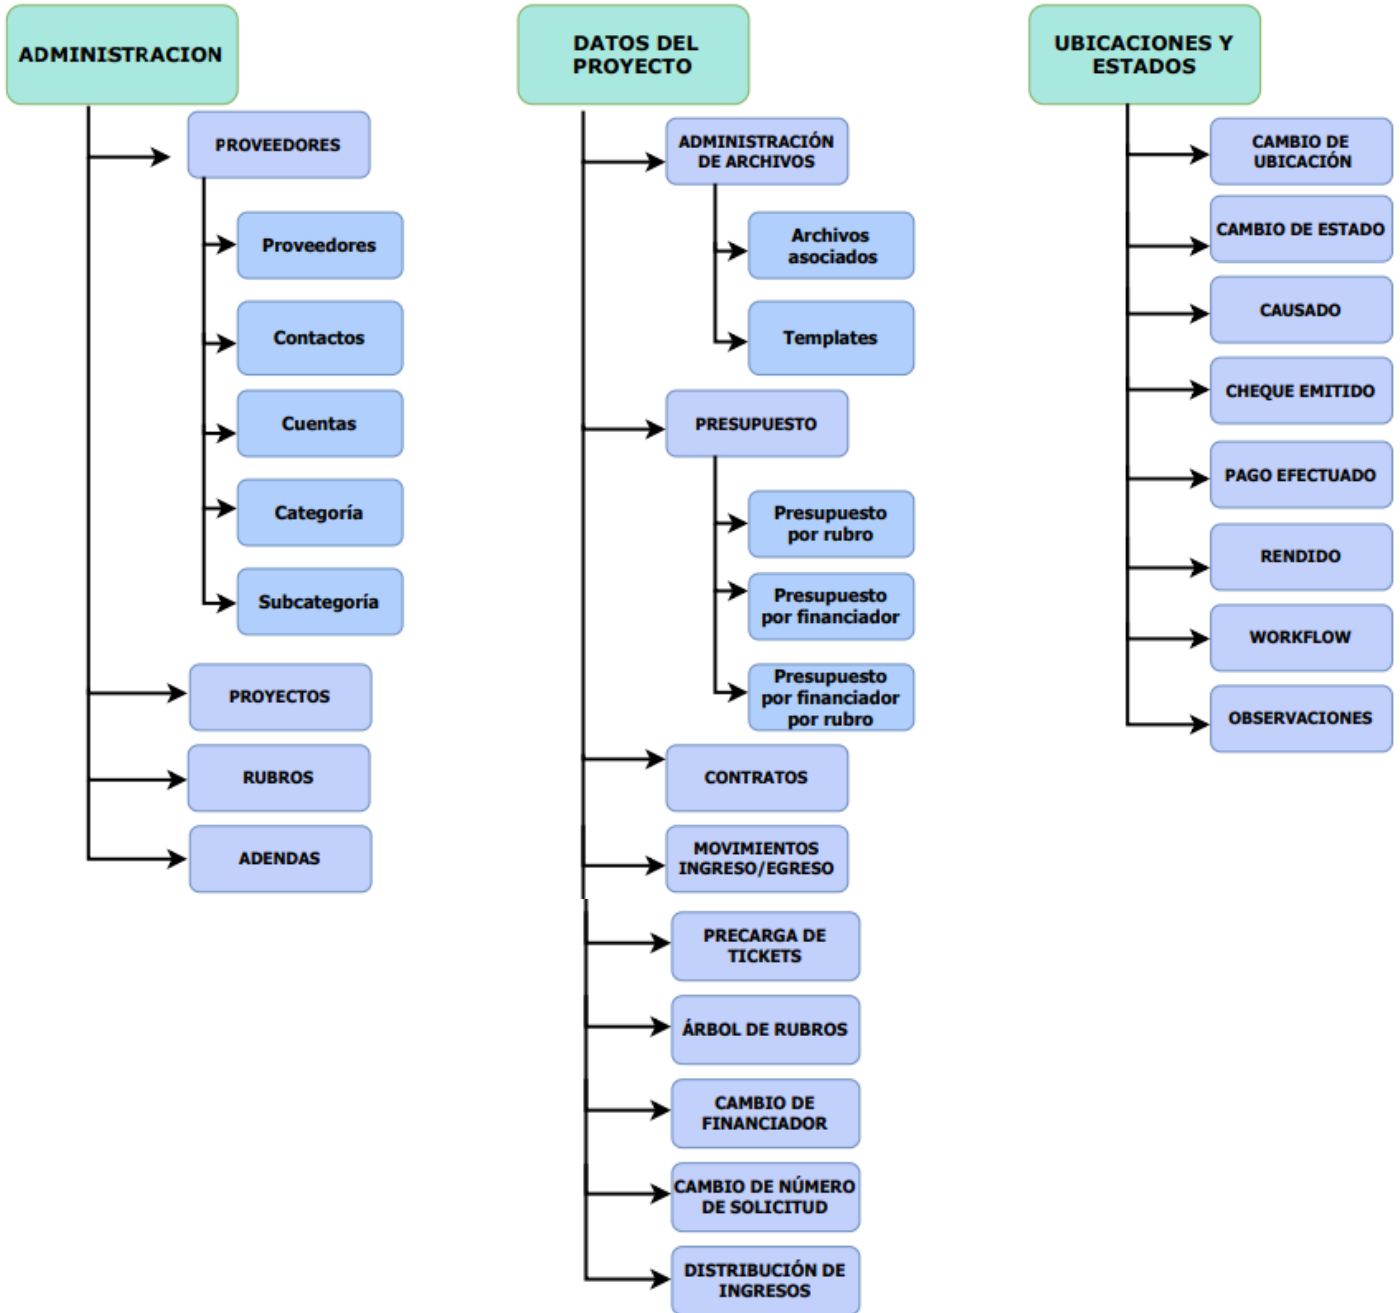 ADMINISTRACION
PROVEEDORES
Proveedores
Contactos
Cuentas
Categoría
Subcategoría
PROYECTOS
RUBROS
ADENDAS
DATOS DEL
PROYECTO
ADMINISTRACIÓN
DE ARCHIVOS
Archivos
asociados
Templates
PRESUPUESTO
Presupuesto
por rubro
Presupuesto
por financiador
Presupuesto
por financiador
por rubro
CONTRATOS
MOVIMIENTOS
INGRESO/EGRESO
PRECARGA DE
TICKETS
ÁRBOL DE RUBROS
CAMBIO DE
FINANCIADOR
CAMBIO DE NÚMERO
DE SOLICITUD
DISTRIBUCIÓN DE
INGRESOS
UBICACIONES Y
ESTADOS
CAMBIO DE
UBICACIÓN
CAMBIO DE ESTADO
CAUSADO
CHEQUE EMITIDO
PAGO EFECTUADO
RENDIDO
WORKFLOW
OBSERVACIONES